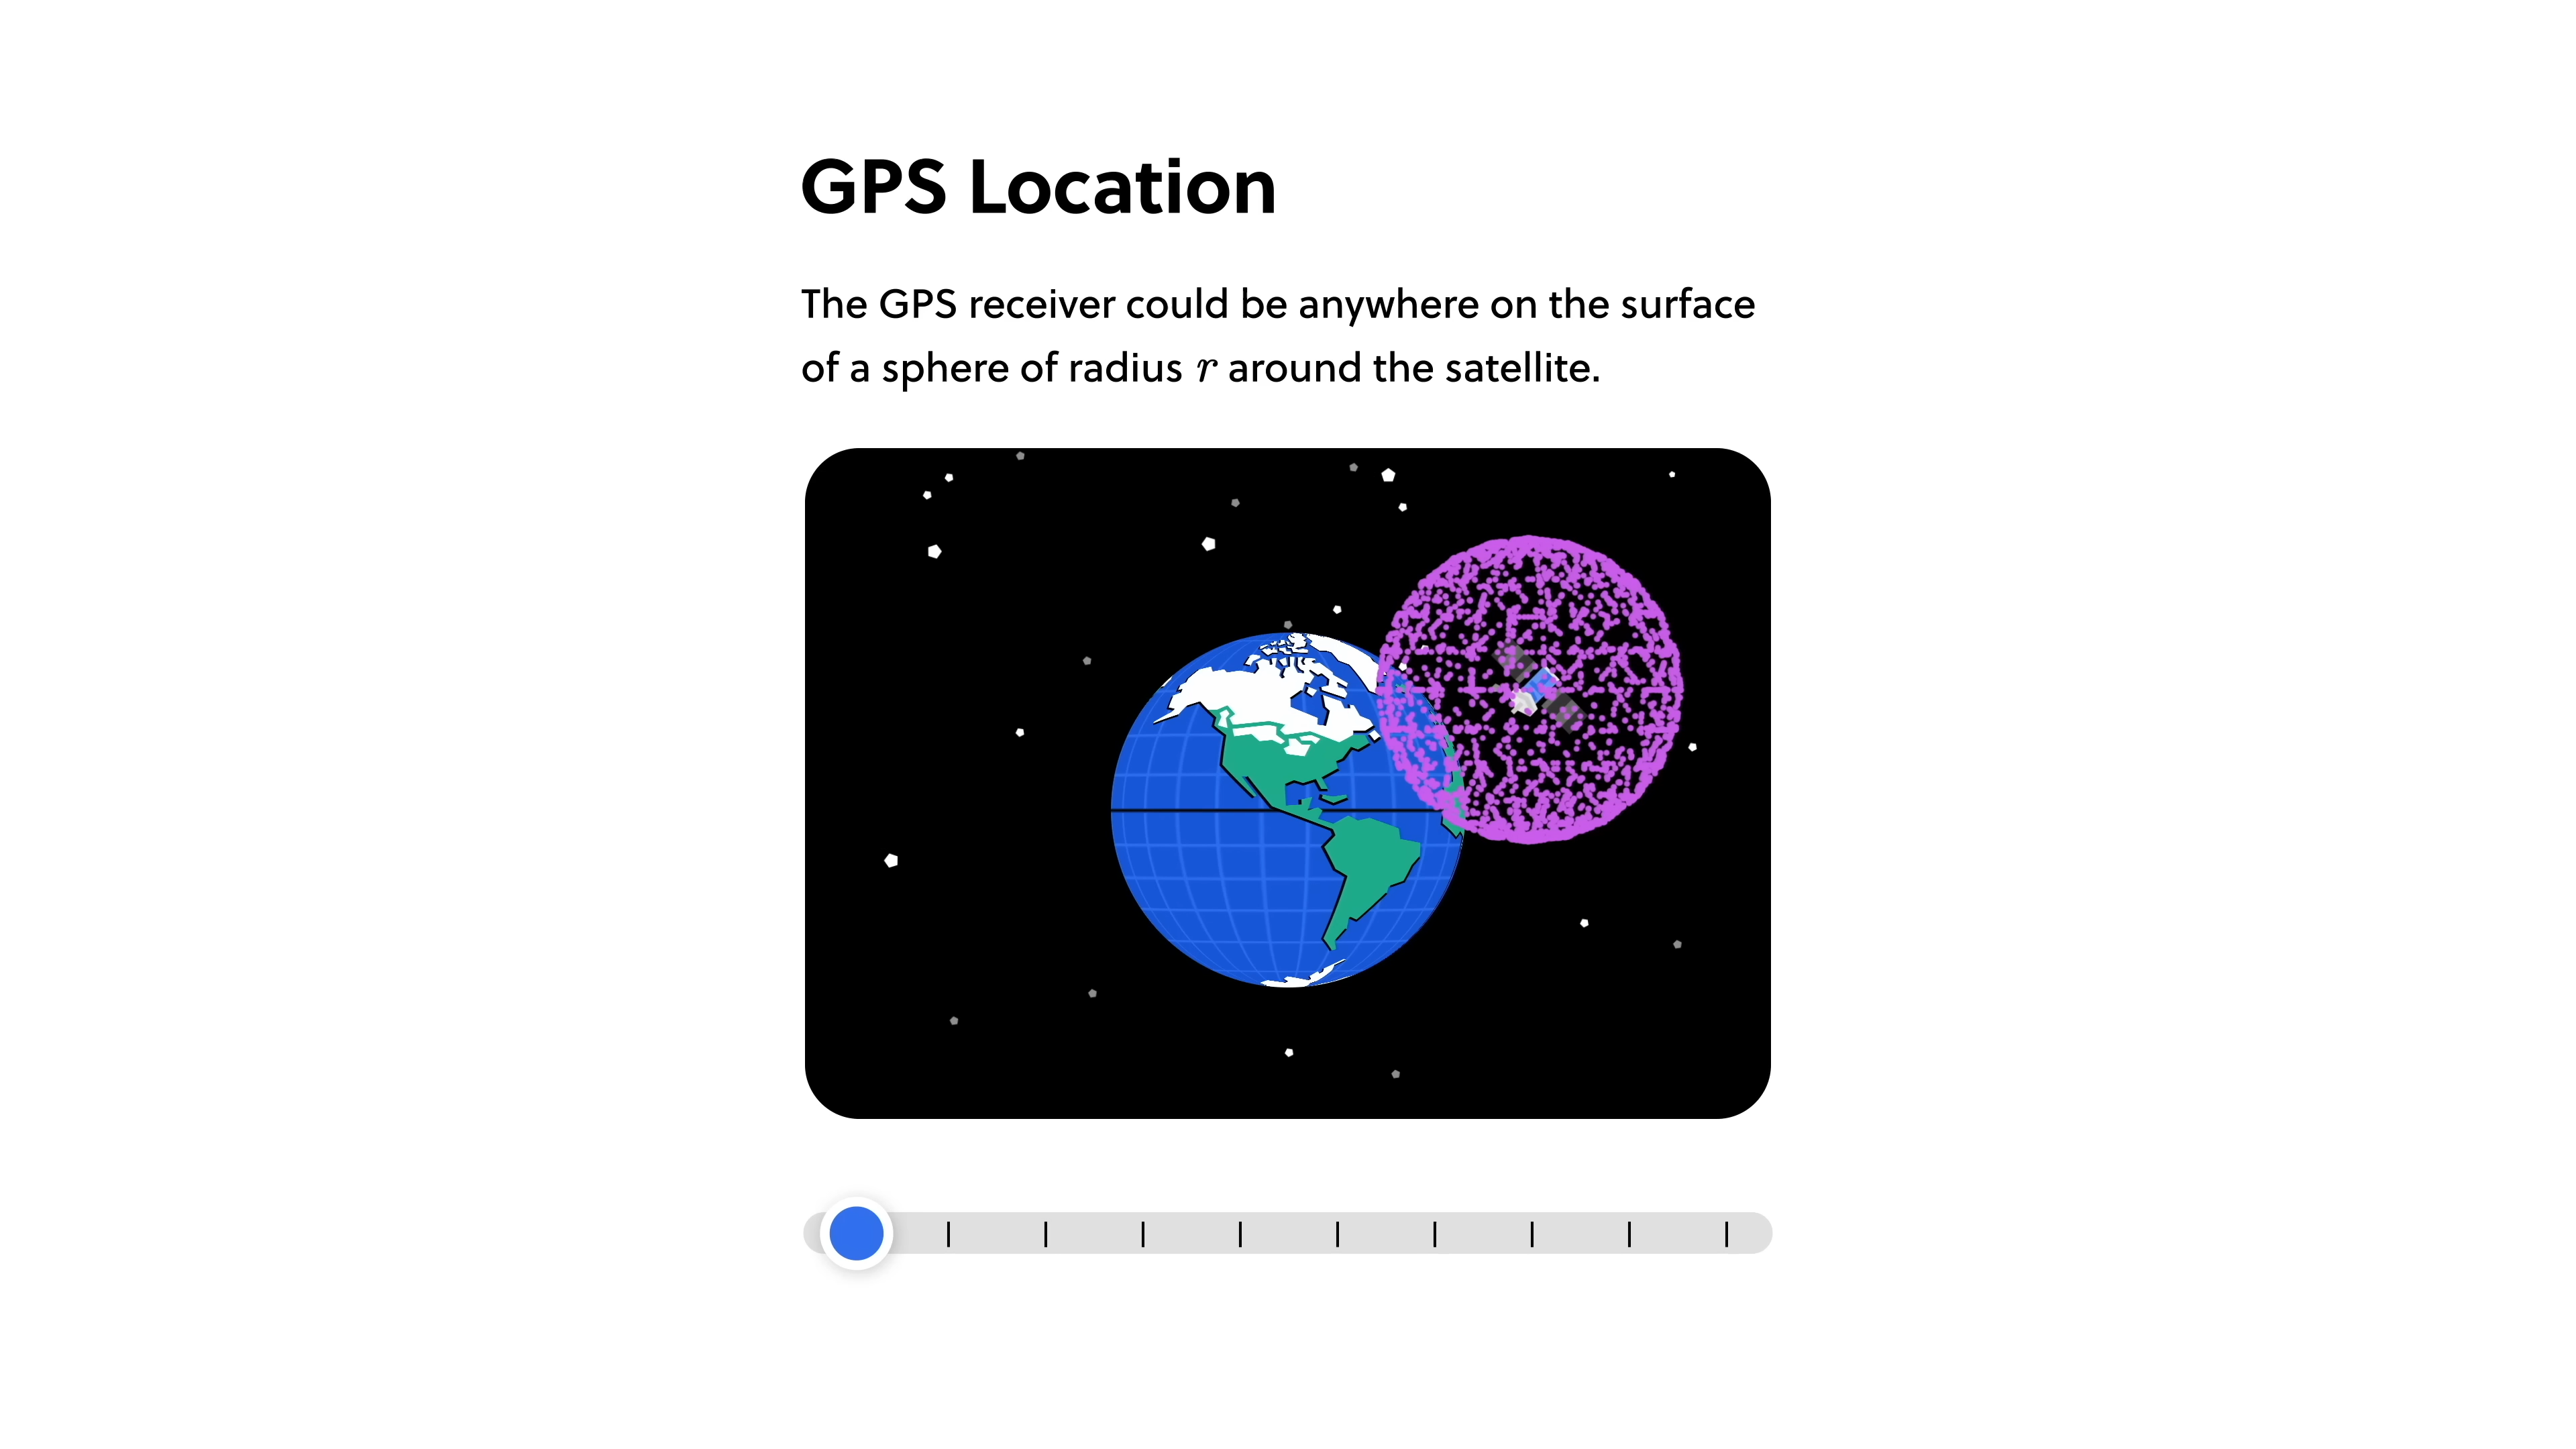 GPS Location
The GPS receiver could be anywhere on the surface
of a sphere of radius r around the satellite.